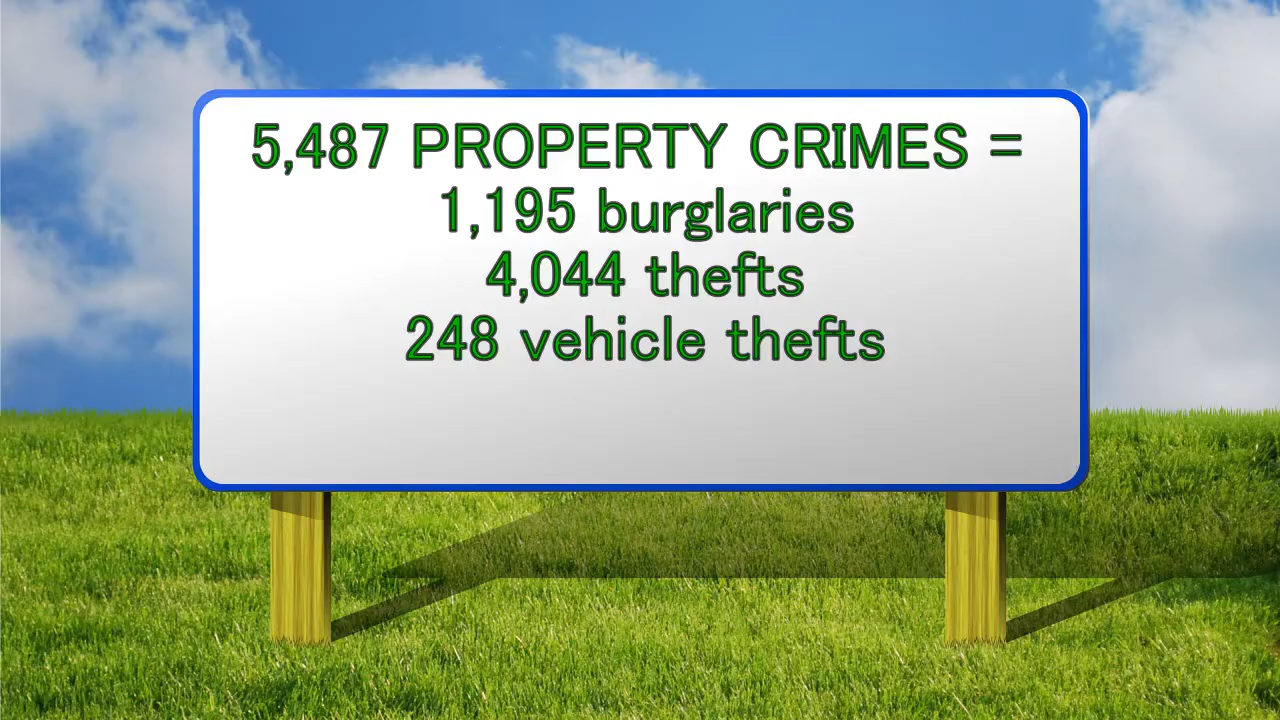 5,487 PROPERTY CRIMES =
1,195 burglaries
4,044 thefts
248 vehicle thefts